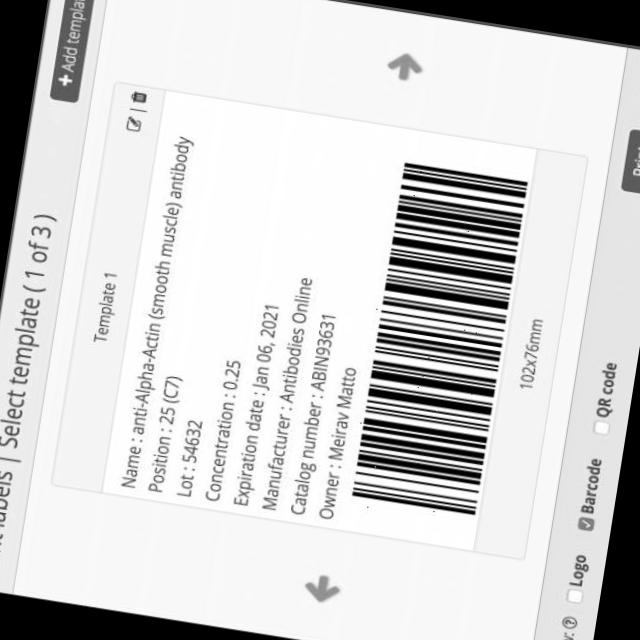 nt labels | Select template ( 1 of 3 )
Add templa
Template 1
Name : anti-Alpha-Actin (smooth muscle) antibody
Position : 25 (C7)
Lot : 54632
Concentration : 0.25
Expiration date : Jan 06, 2021
Manufacturer : Antibodies Online
Catalog number : ABIN93631
Owner : Meirav Matto
102x76mm
Logo
Barcode
QR code